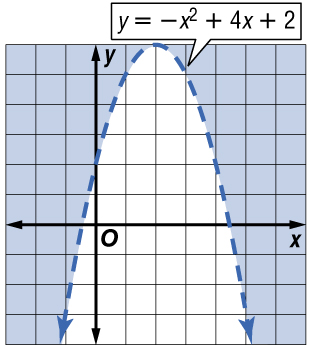 y = −x² + 4x + 2
y
O
x